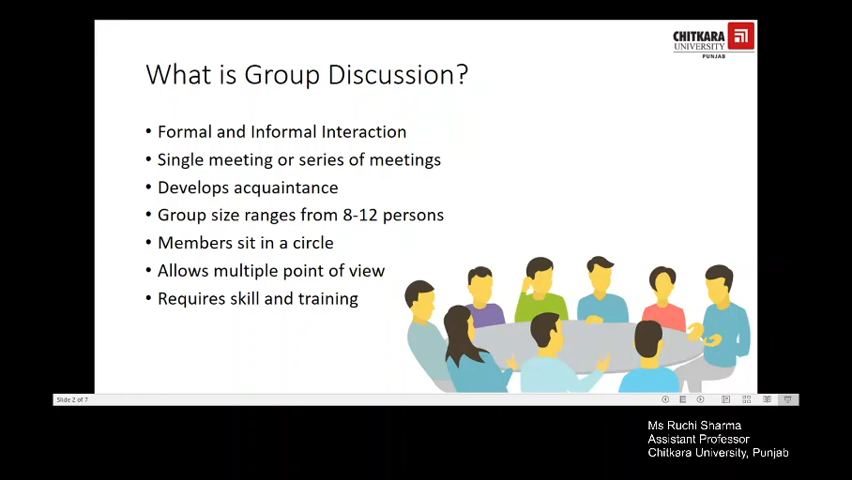 CHITKARA
UNIVERSITY
PUNJAB
What is Group Discussion?
• Formal and Informal Interaction
• Single meeting or series of meetings
• Develops acquaintance
• Group size ranges from 8-12 persons
• Members sit in a circle
• Allows multiple point of view
• Requires skill and training
Slide 2 of 7
Ms Ruchi Sharma
Assistant Professor
Chitkara University, Punjab